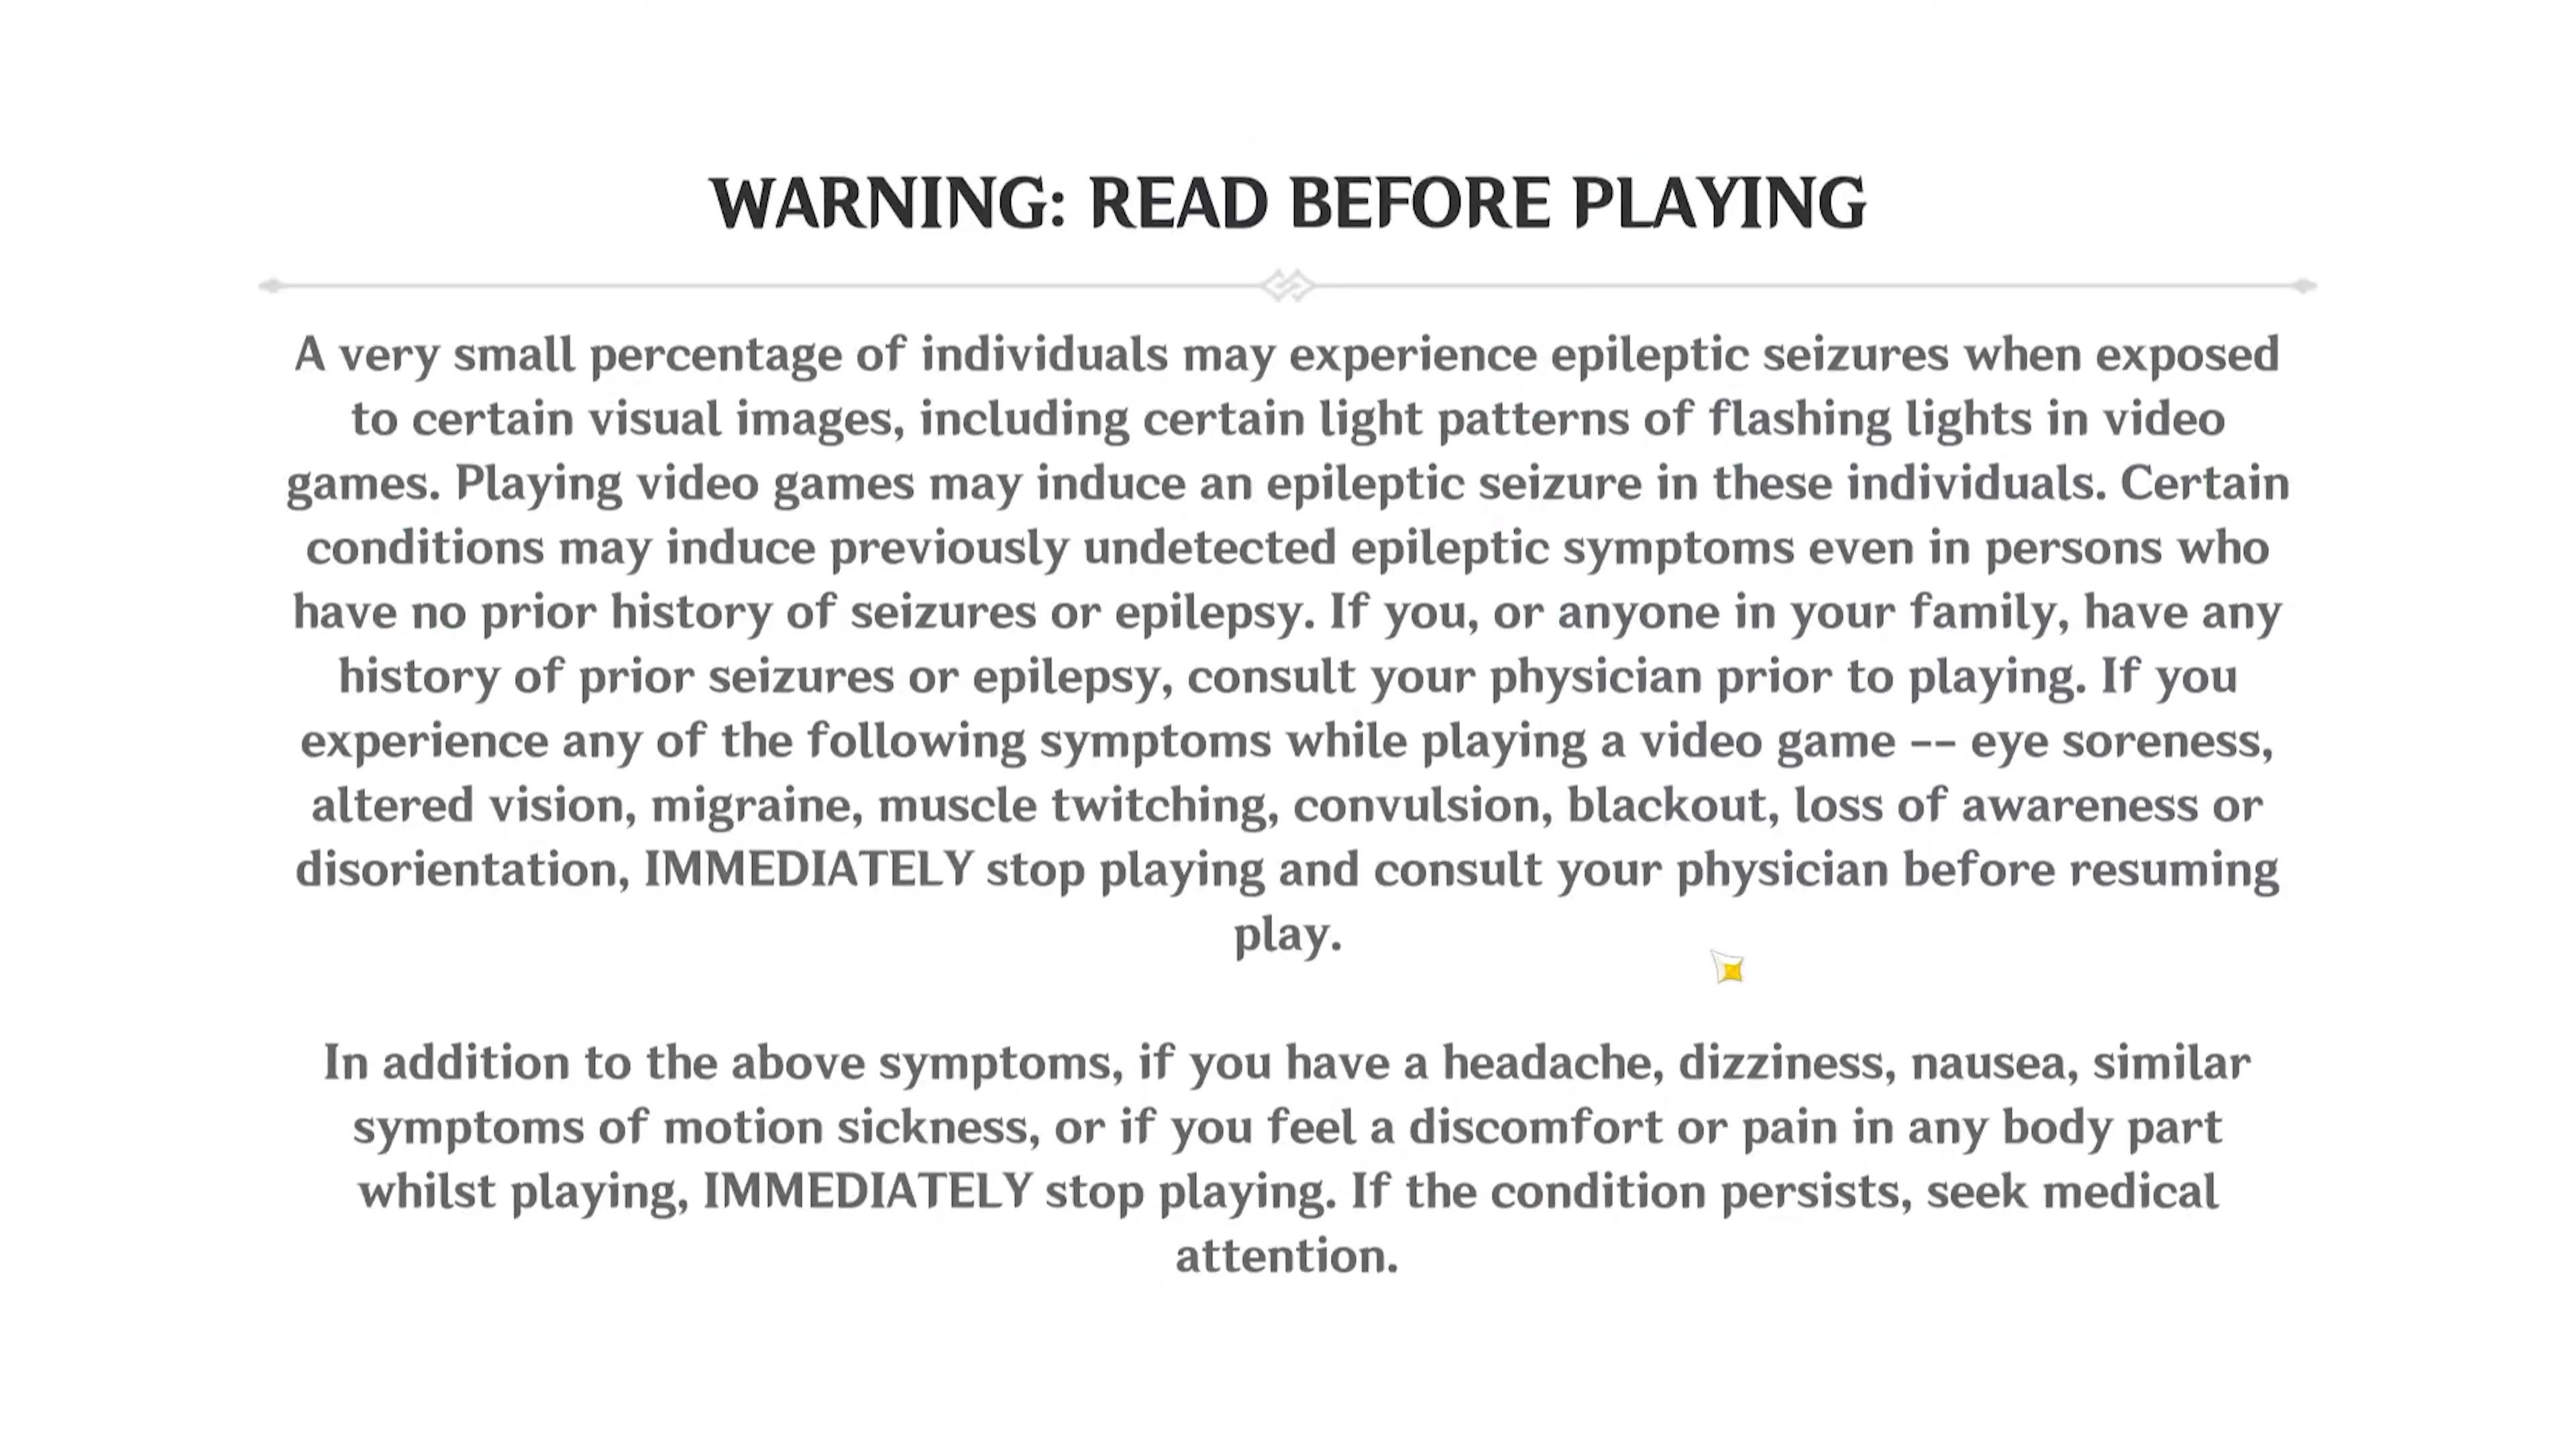 WARNING: READ BEFORE PLAYING
A very small percentage of individuals may experience epileptic seizures when exposed
to certain visual images, including certain light patterns of flashing lights in video
games. Playing video games may induce an epileptic seizure in these individuals. Certain
conditions may induce previously undetected epileptic symptoms even in persons who
have no prior history of seizures or epilepsy. If you, or anyone in your family, have any
history of prior seizures or epilepsy, consult your physician prior to playing. If you
experience any of the following symptoms while playing a video game -- eye soreness,
altered vision, migraine, muscle twitching, convulsion, blackout, loss of awareness or
disorientation, IMMEDIATELY stop playing and consult your physician before resuming
play.
In addition to the above symptoms, if you have a headache, dizziness, nausea, similar
symptoms of motion sickness, or if you feel a discomfort or pain in any body part
whilst playing, IMMEDIATELY stop playing. If the condition persists, seek medical
attention.